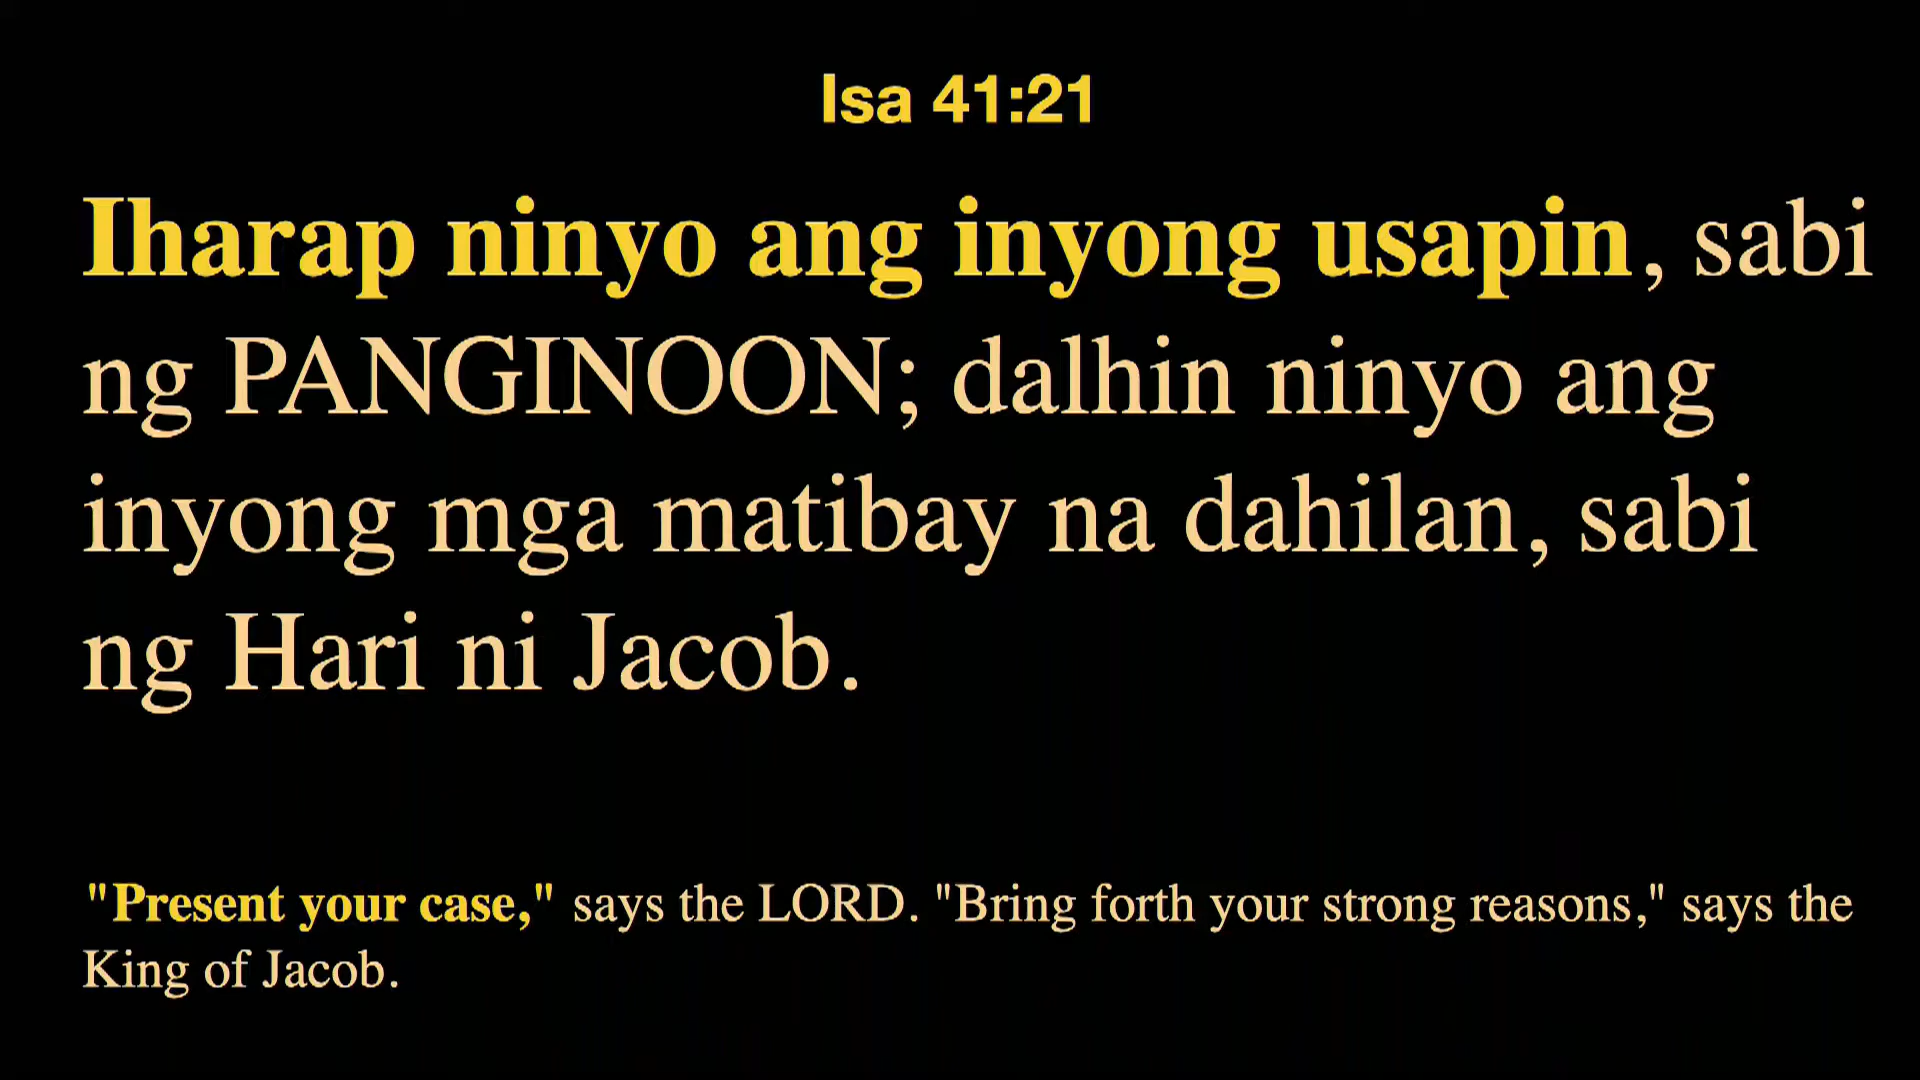 Isa 41:21
Iharap ninyo ang inyong usapin, sabi
ng PANGINOON; dalhin ninyo ang
inyong mga matibay na dahilan, sabi
ng Hari ni Jacob.
"Present your case," says the LORD. "Bring forth your strong reasons," says the
King of Jacob.